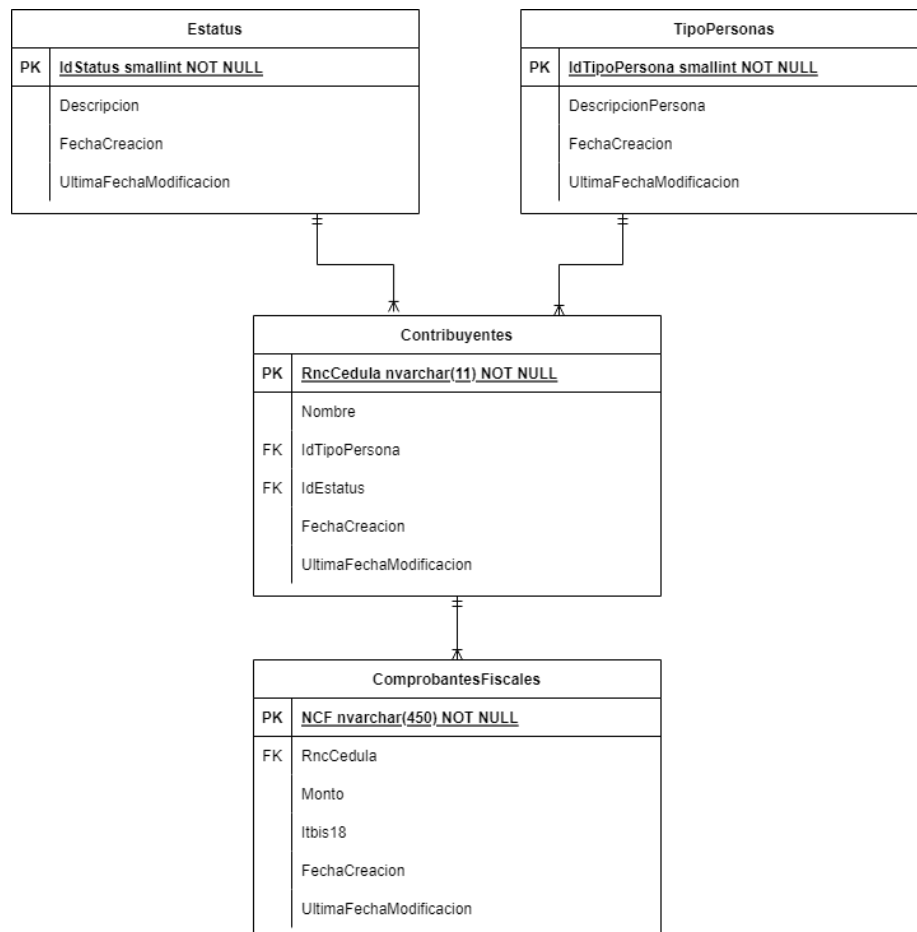 Estatus
PK IdStatus smallint NOT NULL
Descripcion
FechaCreacion
UltimaFechaModificacion
TipoPersonas
PK IdTipoPersona smallint NOT NULL
DescripcionPersona
FechaCreacion
UltimaFechaModificacion
Contribuyentes
PK RncCedula nvarchar(11) NOT NULL
Nombre
FK IdTipoPersona
FK IdEstatus
FechaCreacion
UltimaFechaModificacion
ComprobantesFiscales
PK NCF nvarchar(450) NOT NULL
FK RncCedula
Monto
Itbis18
FechaCreacion
UltimaFechaModificacion